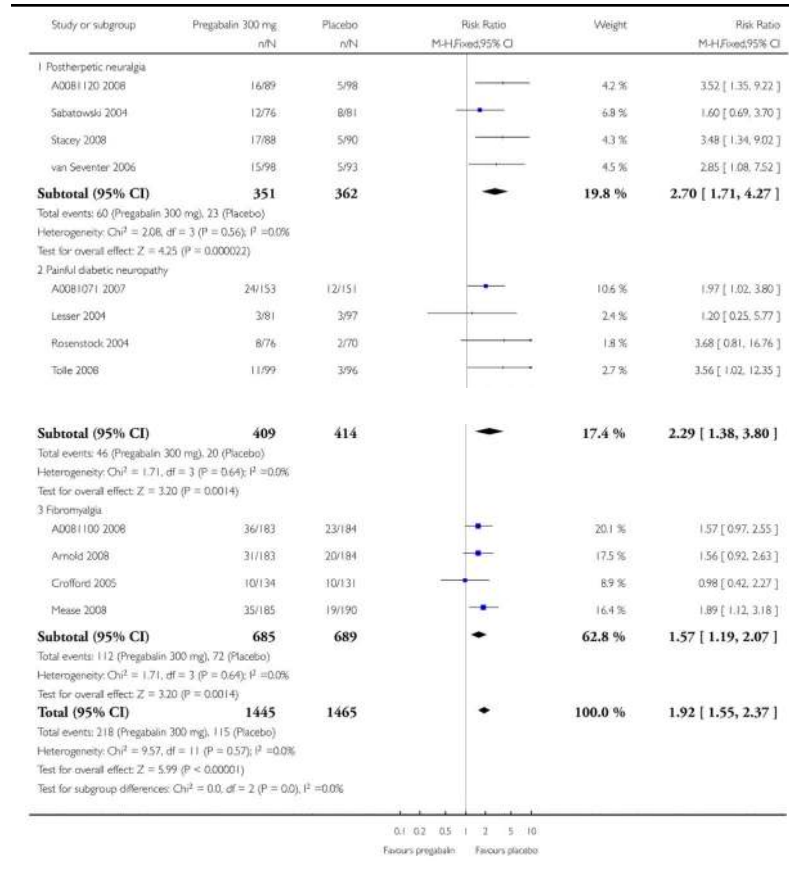 Study or subgroup Pregabalin 300 mg Placebo Risk Ratio Weight Risk Ratio
n/N n/N M-H,Fixed,95% CI M-H,Fixed,95% CI
1 Postherpetic neuralgia
A0081120 2008 16/89 5/98 4.2 % 3.52 [ 1.35, 9.22 ]
Sabatowski 2004 12/76 8/81 6.8 % 1.60 [ 0.69, 3.70 ]
Stacey 2008 17/88 5/90 4.3 % 3.48 [ 1.34, 9.02 ]
van Seventer 2006 15/98 5/93 4.5 % 2.85 [ 1.08, 7.52 ]
Subtotal (95% CI) 351 362 19.8 % 2.70 [ 1.71, 4.27 ]
Total events: 60 (Pregabalin 300 mg), 23 (Placebo)
Heterogeneity: Chi² = 2.08, df = 3 (P = 0.56); I² =0.0%
Test for overall effect: Z = 4.25 (P = 0.000022)
2 Painful diabetic neuropathy
A0081071 2007 24/153 12/151 10.6 % 1.97 [ 1.02, 3.80 ]
Lesser 2004 3/81 3/97 2.4 % 1.20 [ 0.25, 5.77 ]
Rosenstock 2004 8/76 2/70 1.8 % 3.68 [ 0.81, 16.76 ]
Tolle 2008 11/99 3/96 2.7 % 3.56 [ 1.02, 12.35 ]
Subtotal (95% CI) 409 414 17.4 % 2.29 [ 1.38, 3.80 ]
Total events: 46 (Pregabalin 300 mg), 20 (Placebo)
Heterogeneity: Chi² = 1.71, df = 3 (P = 0.64); I² =0.0%
Test for overall effect: Z = 3.20 (P = 0.0014)
3 Fibromyalgia
A0081100 2008 36/183 23/184 20.1 % 1.57 [ 0.97, 2.55 ]
Arnold 2008 31/183 20/184 17.5 % 1.56 [ 0.92, 2.63 ]
Crofford 2005 10/134 10/131 8.9 % 0.98 [ 0.42, 2.27 ]
Mease 2008 35/185 19/190 16.4 % 1.89 [ 1.12, 3.18 ]
Subtotal (95% CI) 685 689 62.8 % 1.57 [ 1.19, 2.07 ]
Total events: 112 (Pregabalin 300 mg), 72 (Placebo)
Heterogeneity: Chi² = 1.71, df = 3 (P = 0.64); I² =0.0%
Test for overall effect: Z = 3.20 (P = 0.0014)
Total (95% CI) 1445 1465 100.0 % 1.92 [ 1.55, 2.37 ]
Total events: 218 (Pregabalin 300 mg), 115 (Placebo)
Heterogeneity: Chi² = 9.57, df = 11 (P = 0.57); I² =0.0%
Test for overall effect: Z = 5.99 (P < 0.00001)
Test for subgroup differences: Chi² = 0.0, df = 2 (P = 0.0), I² =0.0%
0.1 0.2 0.5 1 2 5 10
Favours pregabalin Favours placebo